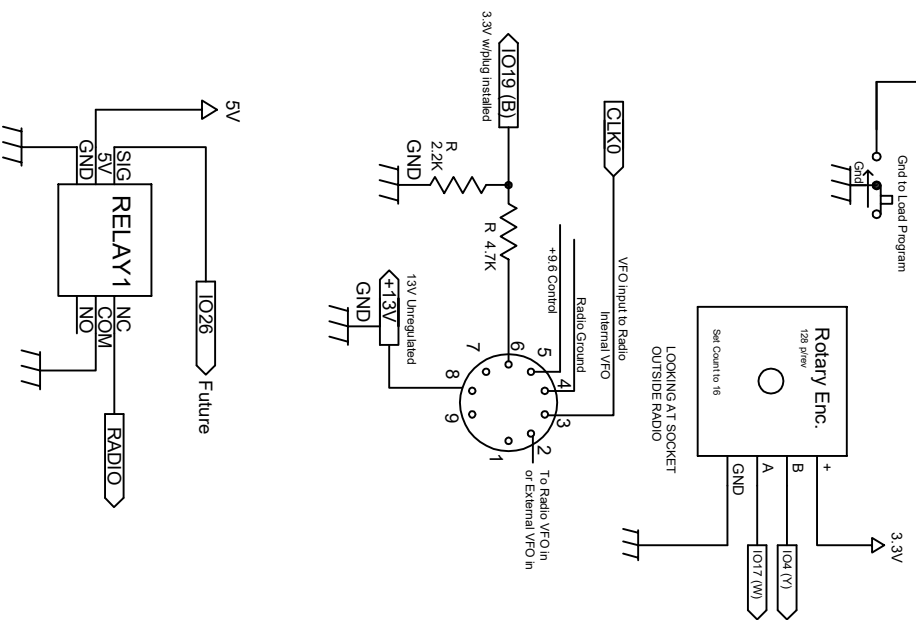 Gnd to Load Program
Gnd
Rotary Enc.
128 p/rev
Set Count to 16
+
B
A
GND
3.3V
IO4 (Y)
IO17 (W)
LOOKING AT SOCKET
OUTSIDE RADIO
CLK0
VFO input to Radio
Internal VFO
IO19 (B)
3.3V w/plug installed
R
2.2K
GND
R 4.7K
+9.6 Control
Radio Ground
13V Unregulated
+13V
GND
1
2
3
4
5
6
7
8
9
To Radio VFO in
or External VFO in
5V
SIG
5V
GND
RELAY1
NC
COM
NO
IO26
Future
RADIO